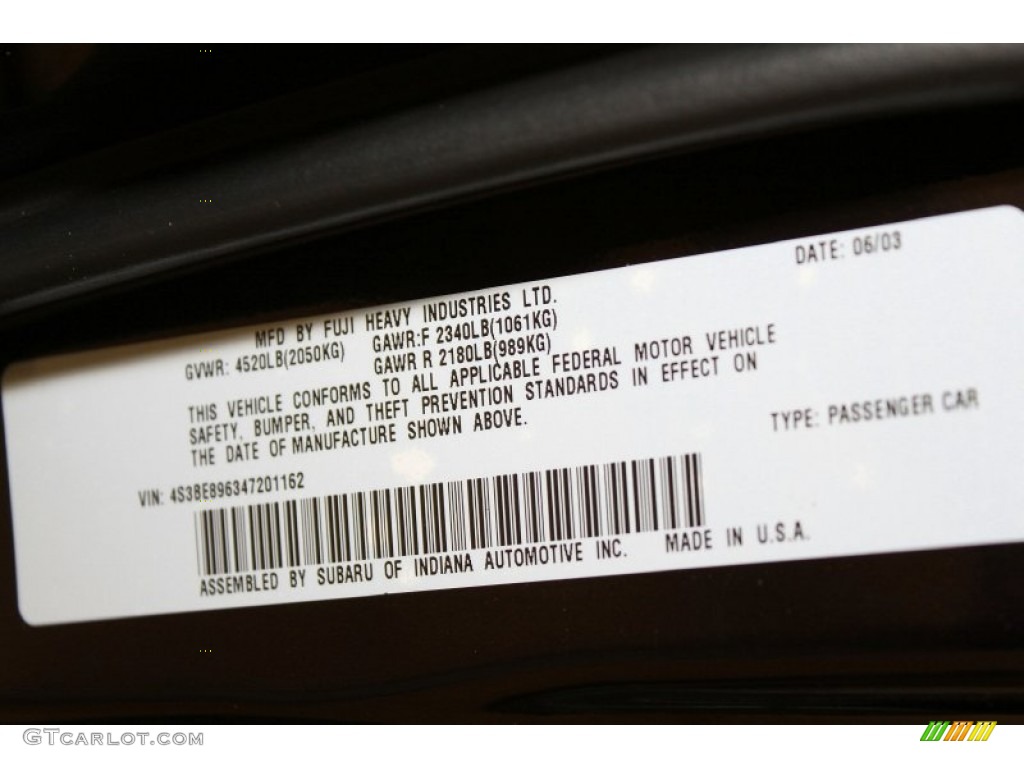 DATE: 06/03
MFD BY FUJI HEAVY INDUSTRIES LTD.
GVWR: 4520LB(2050KG) GAWR:F 2340LB(1061KG)
GAWR R 2180LB(989KG)
THIS VEHICLE CONFORMS TO ALL APPLICABLE FEDERAL MOTOR VEHICLE
SAFETY, BUMPER, AND THEFT PREVENTION STANDARDS IN EFFECT ON
THE DATE OF MANUFACTURE SHOWN ABOVE.
TYPE: PASSENGER CAR
VIN: 4S3BE896347201162
ASSEMBLED BY SUBARU OF INDIANA AUTOMOTIVE INC. MADE IN U.S.A.
GTCARLOT.COM